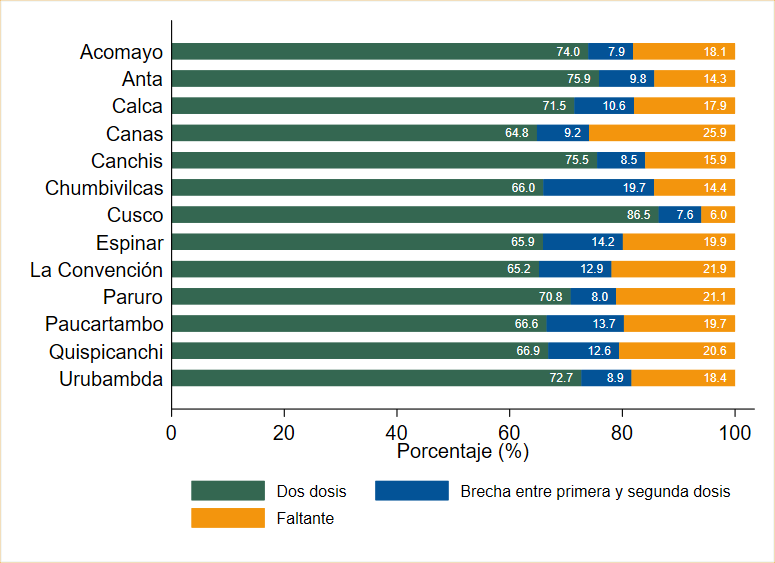 Acomayo 74.0 7.9 18.1
Anta 75.9 9.8 14.3
Calca 71.5 10.6 17.9
Canas 64.8 9.2 25.9
Canchis 75.5 8.5 15.9
Chumbivilcas 66.0 19.7 14.4
Cusco 86.5 7.6 6.0
Espinar 65.9 14.2 19.9
La Convención 65.2 12.9 21.9
Paruro 70.8 8.0 21.1
Paucartambo 66.6 13.7 19.7
Quispicanchi 66.9 12.6 20.6
Urubambda 72.7 8.9 18.4
0 20 40 60 80 100
Porcentaje (%)
Dos dosis Brecha entre primera y segunda dosis
Faltante